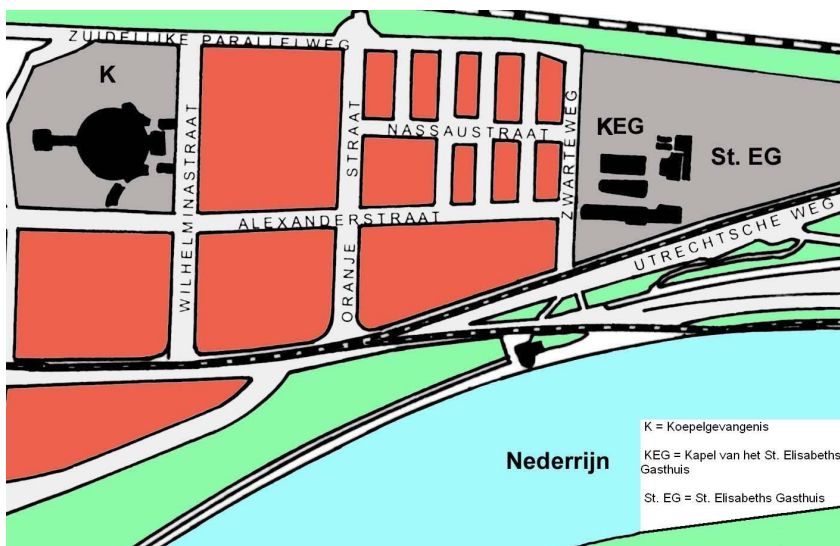 ZUIDELIJKE PARALLELWEG
K
WILHELMINASTRAAT
ORANJE STRAAT
NASSAUSTRAAT
ZWARTEWEG
KEG
St. EG
ALEXANDERSTRAAT
UTRECHTSCHE WEG
Nederrijn
K = Koepelgevangenis
KEG = Kapel van het St. Elisabeths
Gasthuis
St. EG = St. Elisabeths Gasthuis